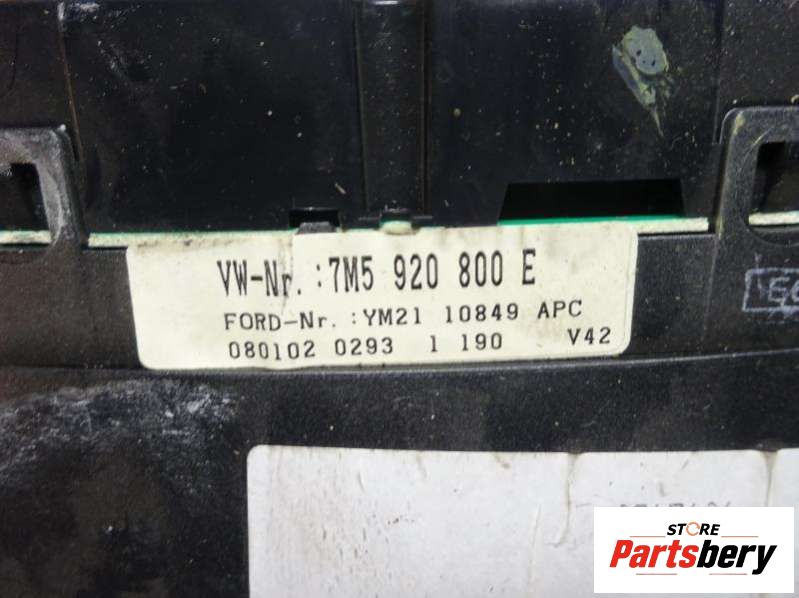 VW-Nr. :7M5 920 800 E
FORD-Nr. :YM21 10849 APC
080102 0293 1 190 V42
STORE
Partsbery